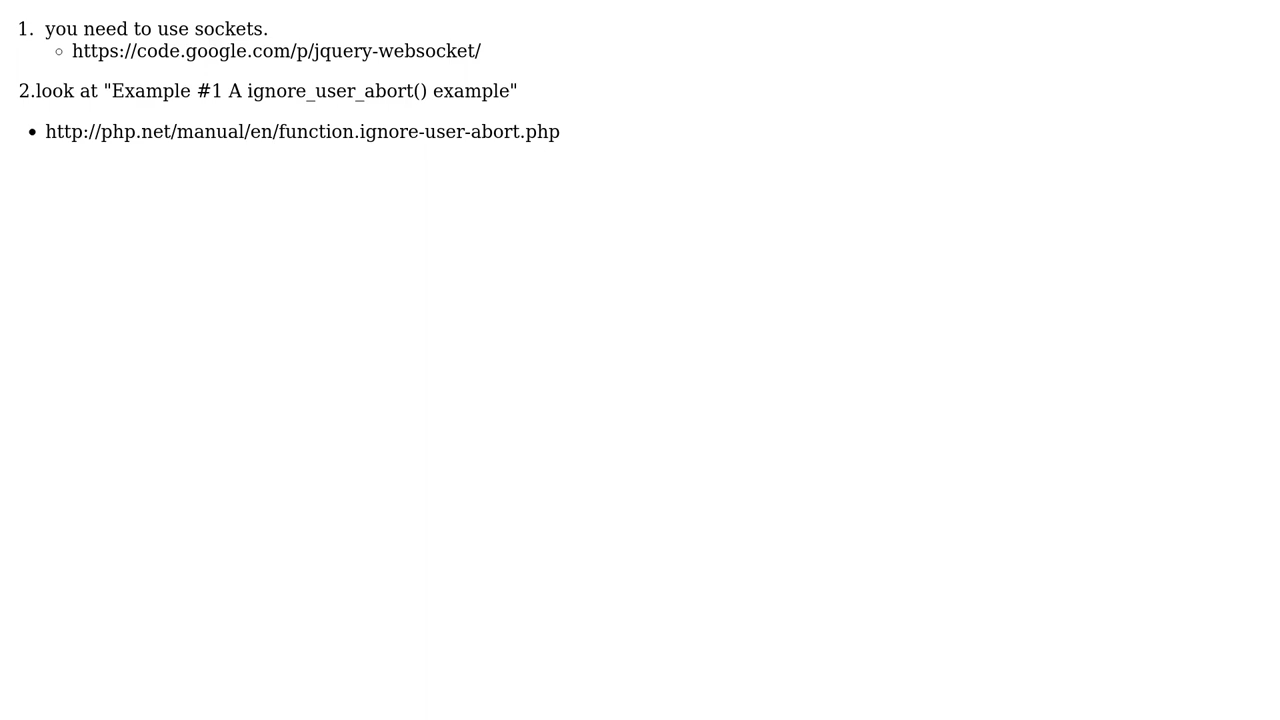 1. you need to use sockets.
◦ https://code.google.com/p/jquery-websocket/
2.look at "Example #1 A ignore_user_abort() example"
• http://php.net/manual/en/function.ignore-user-abort.php